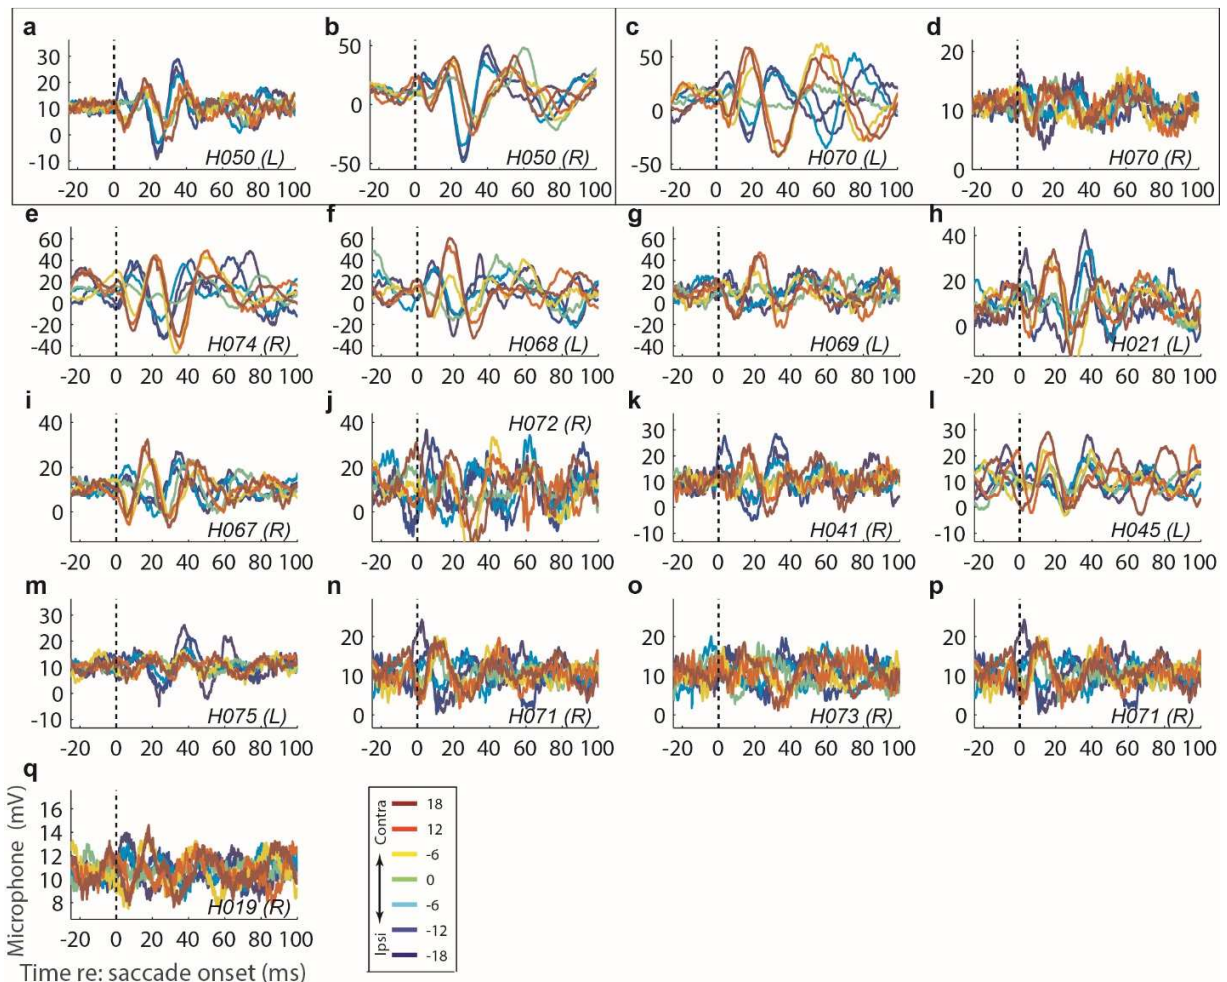 a b c d
30
20
10
0
-10
H050 (L)
-20 0 20 40 60 80 100
50
0
-50
H050 (R)
-20 0 20 40 60 80 100
50
0
-50
H070 (L)
-20 0 20 40 60 80 100
20
10
0
H070 (R)
-20 0 20 40 60 80 100
e f g h
60
40
20
0
-20
-40
H074 (R)
-20 0 20 40 60 80 100
60
40
20
0
-20
-40
H068 (L)
-20 0 20 40 60 80 100
60
40
20
0
-20
-40
H069 (L)
-20 0 20 40 60 80 100
40
20
0
H021 (L)
-20 0 20 40 60 80 100
i j k l
40
20
0
H067 (R)
-20 0 20 40 60 80 100
40
20
0
H072 (R)
-20 0 20 40 60 80 100
30
20
10
0
-10
H041 (R)
-20 0 20 40 60 80 100
30
20
10
0
-10
H045 (L)
-20 0 20 40 60 80 100
m n o p
30
20
10
0
-10
H075 (L)
-20 0 20 40 60 80 100
20
10
0
H071 (R)
-20 0 20 40 60 80 100
20
10
0
H073 (R)
-20 0 20 40 60 80 100
20
10
0
H071 (R)
-20 0 20 40 60 80 100
q
Microphone (mV)
16
14
12
10
8
H019 (R)
-20 0 20 40 60 80 100
Time re: saccade onset (ms)
Contra
Ipsi
18
12
-6
0
-6
-12
-18